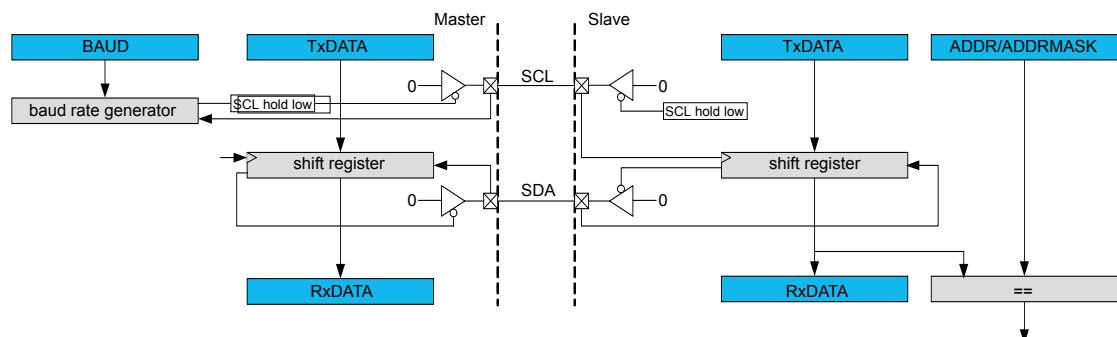 Master
Slave
BAUD
TxDATA
TxDATA
ADDR/ADDRMASK
0
SCL
0
baud rate generator
SCL hold low
SCL hold low
shift register
shift register
0
SDA
0
RxDATA
RxDATA
==